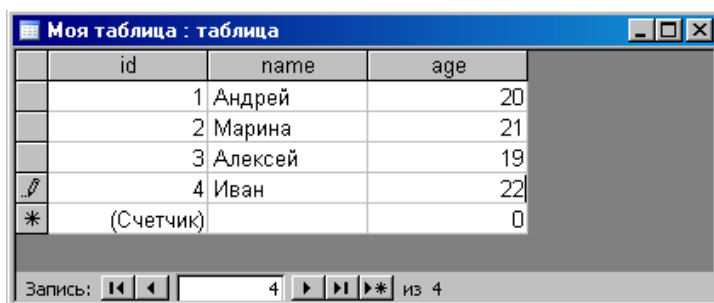 Моя таблица : таблица
id name age
1 Андрей 20
2 Марина 21
3 Алексей 19
4 Иван 22
(Счетчик) 0
Запись: 4 из 4